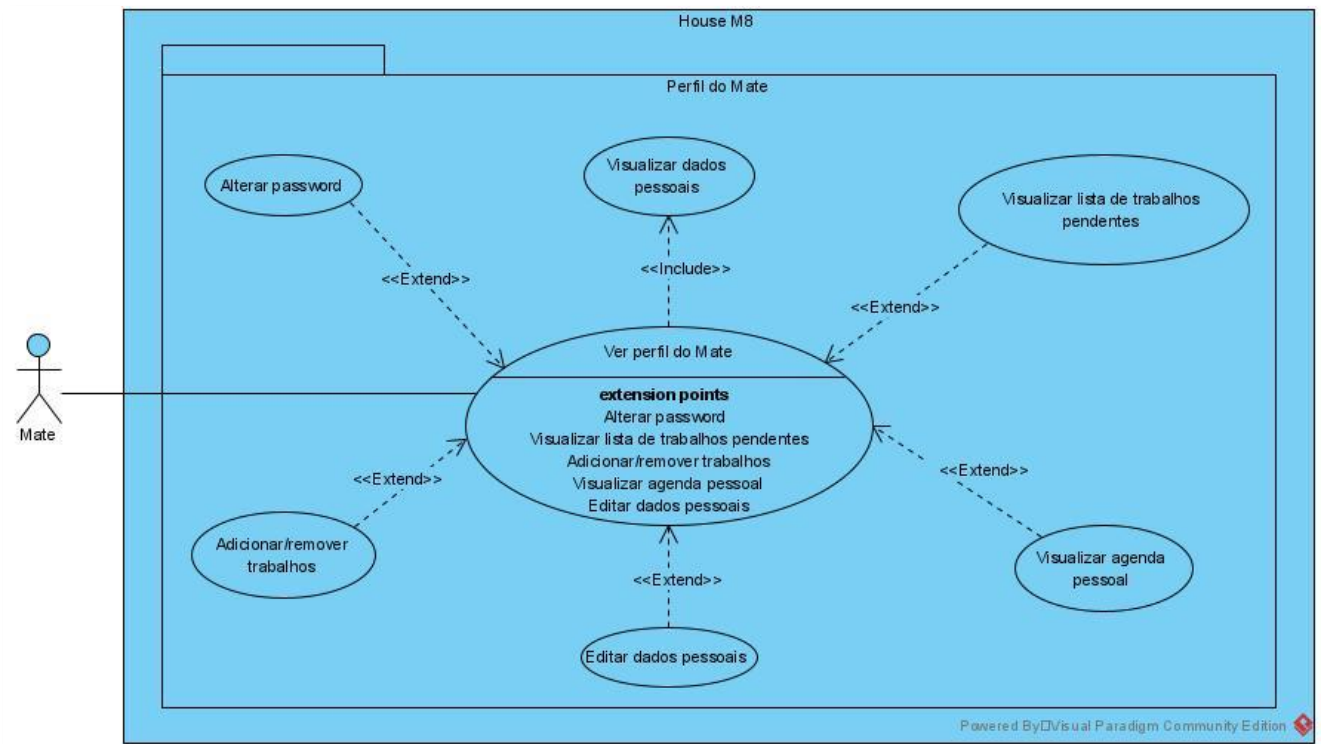 House M8
Perfil do Mate
Alterar password
Visualizar dados
pessoais
Visualizar lista de trabalhos
pendentes
<<Extend>>
<<Include>>
<<Extend>>
Ver perfil do Mate
extension points
Alterar password
Visualizar lista de trabalhos pendentes
Adicionar/remover trabalhos
Visualizar agenda pessoal
Editar dados pessoais
Mate
<<Extend>>
<<Extend>>
Adicionar/remover
trabalhos
Visualizar agenda
pessoal
<<Extend>>
Editar dados pessoais
Powered By□Visual Paradigm Community Edition